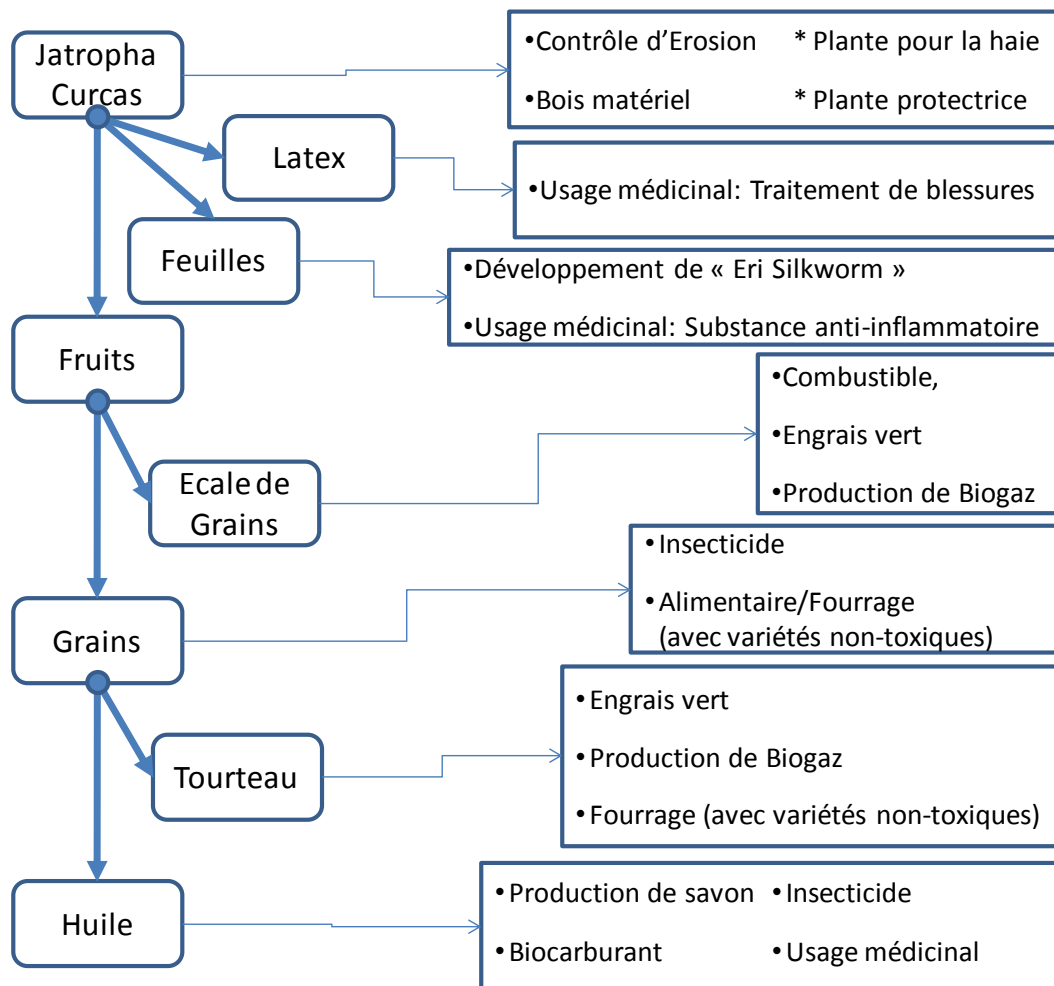 Jatropha
Curcas
•Contrôle d’Erosion * Plante pour la haie
•Bois matériel * Plante protectrice
Latex
•Usage médicinal: Traitement de blessures
Feuilles
•Développement de « Eri Silkworm »
•Usage médicinal: Substance anti-inflammatoire
Fruits
•Combustible,
•Engrais vert
•Production de Biogaz
Ecale de
Grains
•Insecticide
•Alimentaire/Fourrage
(avec variétés non-toxiques)
Grains
•Engrais vert
•Production de Biogaz
•Fourrage (avec variétés non-toxiques)
Tourteau
Huile
•Production de savon •Insecticide
•Biocarburant •Usage médicinal